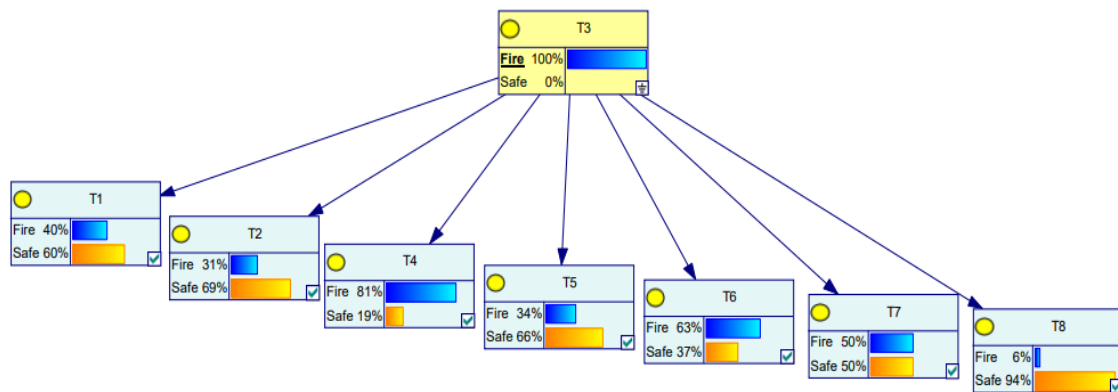 T3
Fire 100%
Safe 0%
T1
Fire 40%
Safe 60%
T2
Fire 31%
Safe 69%
T4
Fire 81%
Safe 19%
T5
Fire 34%
Safe 66%
T6
Fire 63%
Safe 37%
T7
Fire 50%
Safe 50%
T8
Fire 6%
Safe 94%